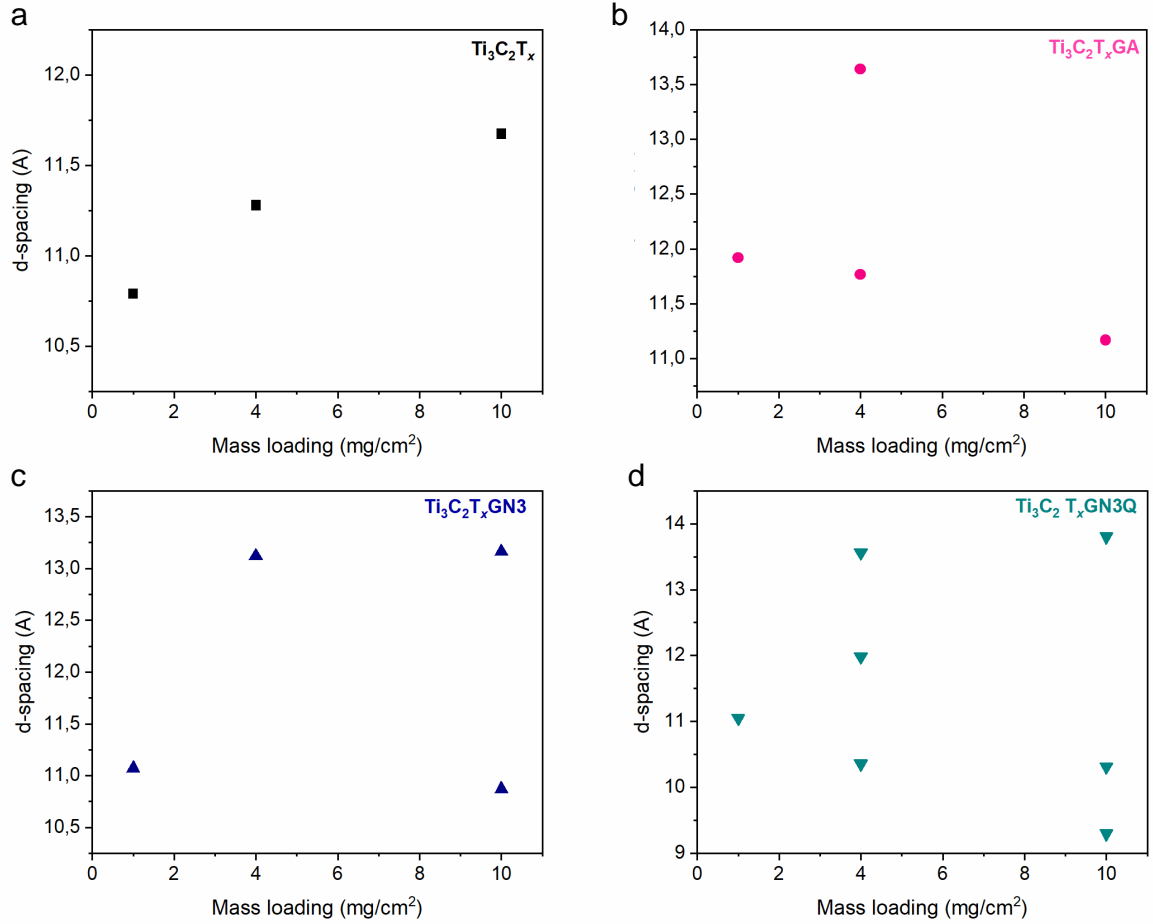 a
Ti₃C₂Tₓ
12,0
11,5
11,0
10,5
d-spacing (A)
0 2 4 6 8 10
Mass loading (mg/cm²)
b
Ti₃C₂TₓGA
14,0
13,5
13,0
12,5
12,0
11,5
11,0
0 2 4 6 8 10
Mass loading (mg/cm²)
c
Ti₃C₂TₓGN3
13,5
13,0
12,5
12,0
11,5
11,0
10,5
d-spacing (A)
0 2 4 6 8 10
Mass loading (mg/cm²)
d
Ti₃C₂ TₓGN3Q
14
13
12
11
10
9
d-spacing (A)
0 2 4 6 8 10
Mass loading (mg/cm²)